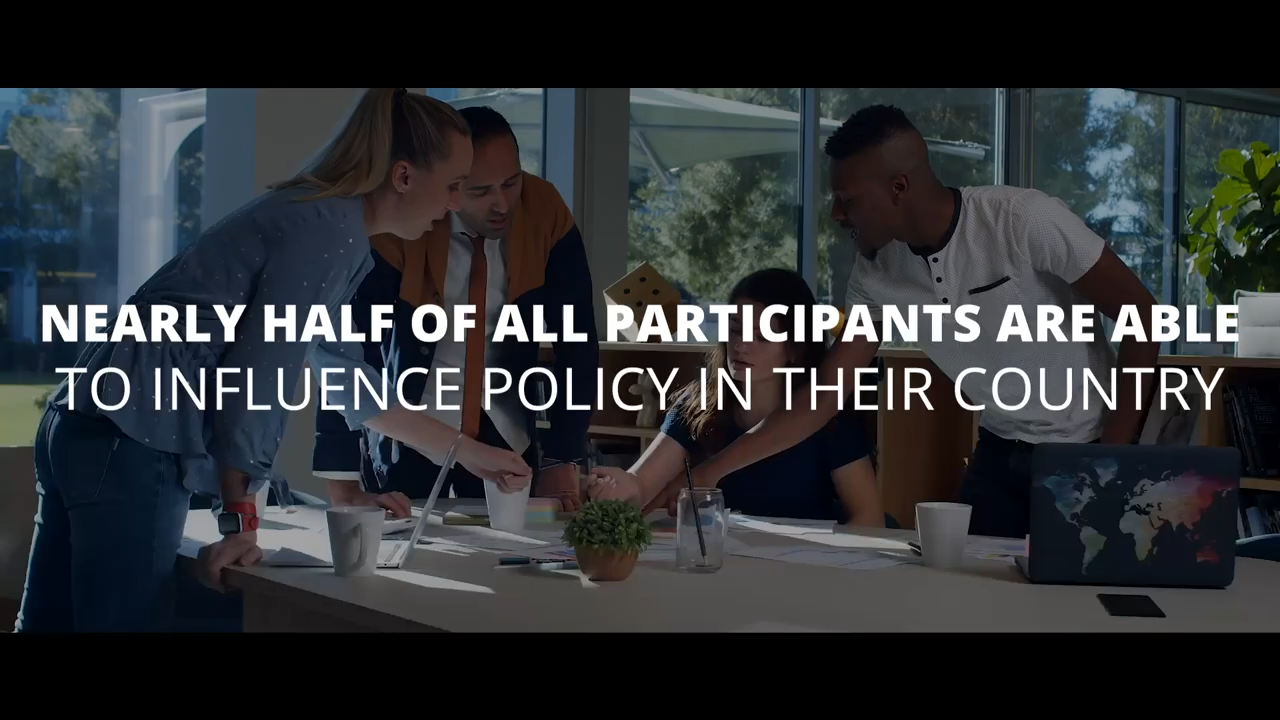 NEARLY HALF OF ALL PARTICIPANTS ARE ABLE
TO INFLUENCE POLICY IN THEIR COUNTRY